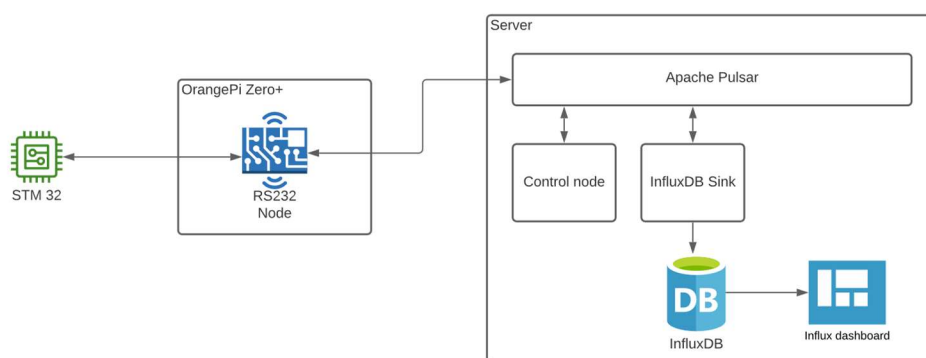 Server
Apache Pulsar
OrangePi Zero+
STM 32
RS232
Node
Control node
InfluxDB Sink
DB
InfluxDB
Influx dashboard